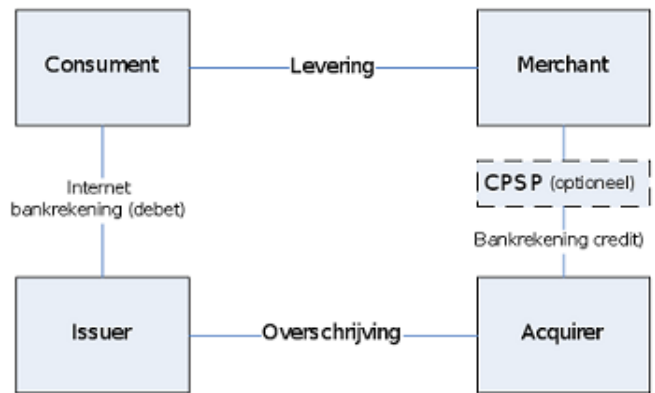 Consument
Levering
Merchant
Internet
bankrekening (debet)
CPSP (optioneel)
Bankrekening credit)
Issuer
Overschrijving
Acquirer